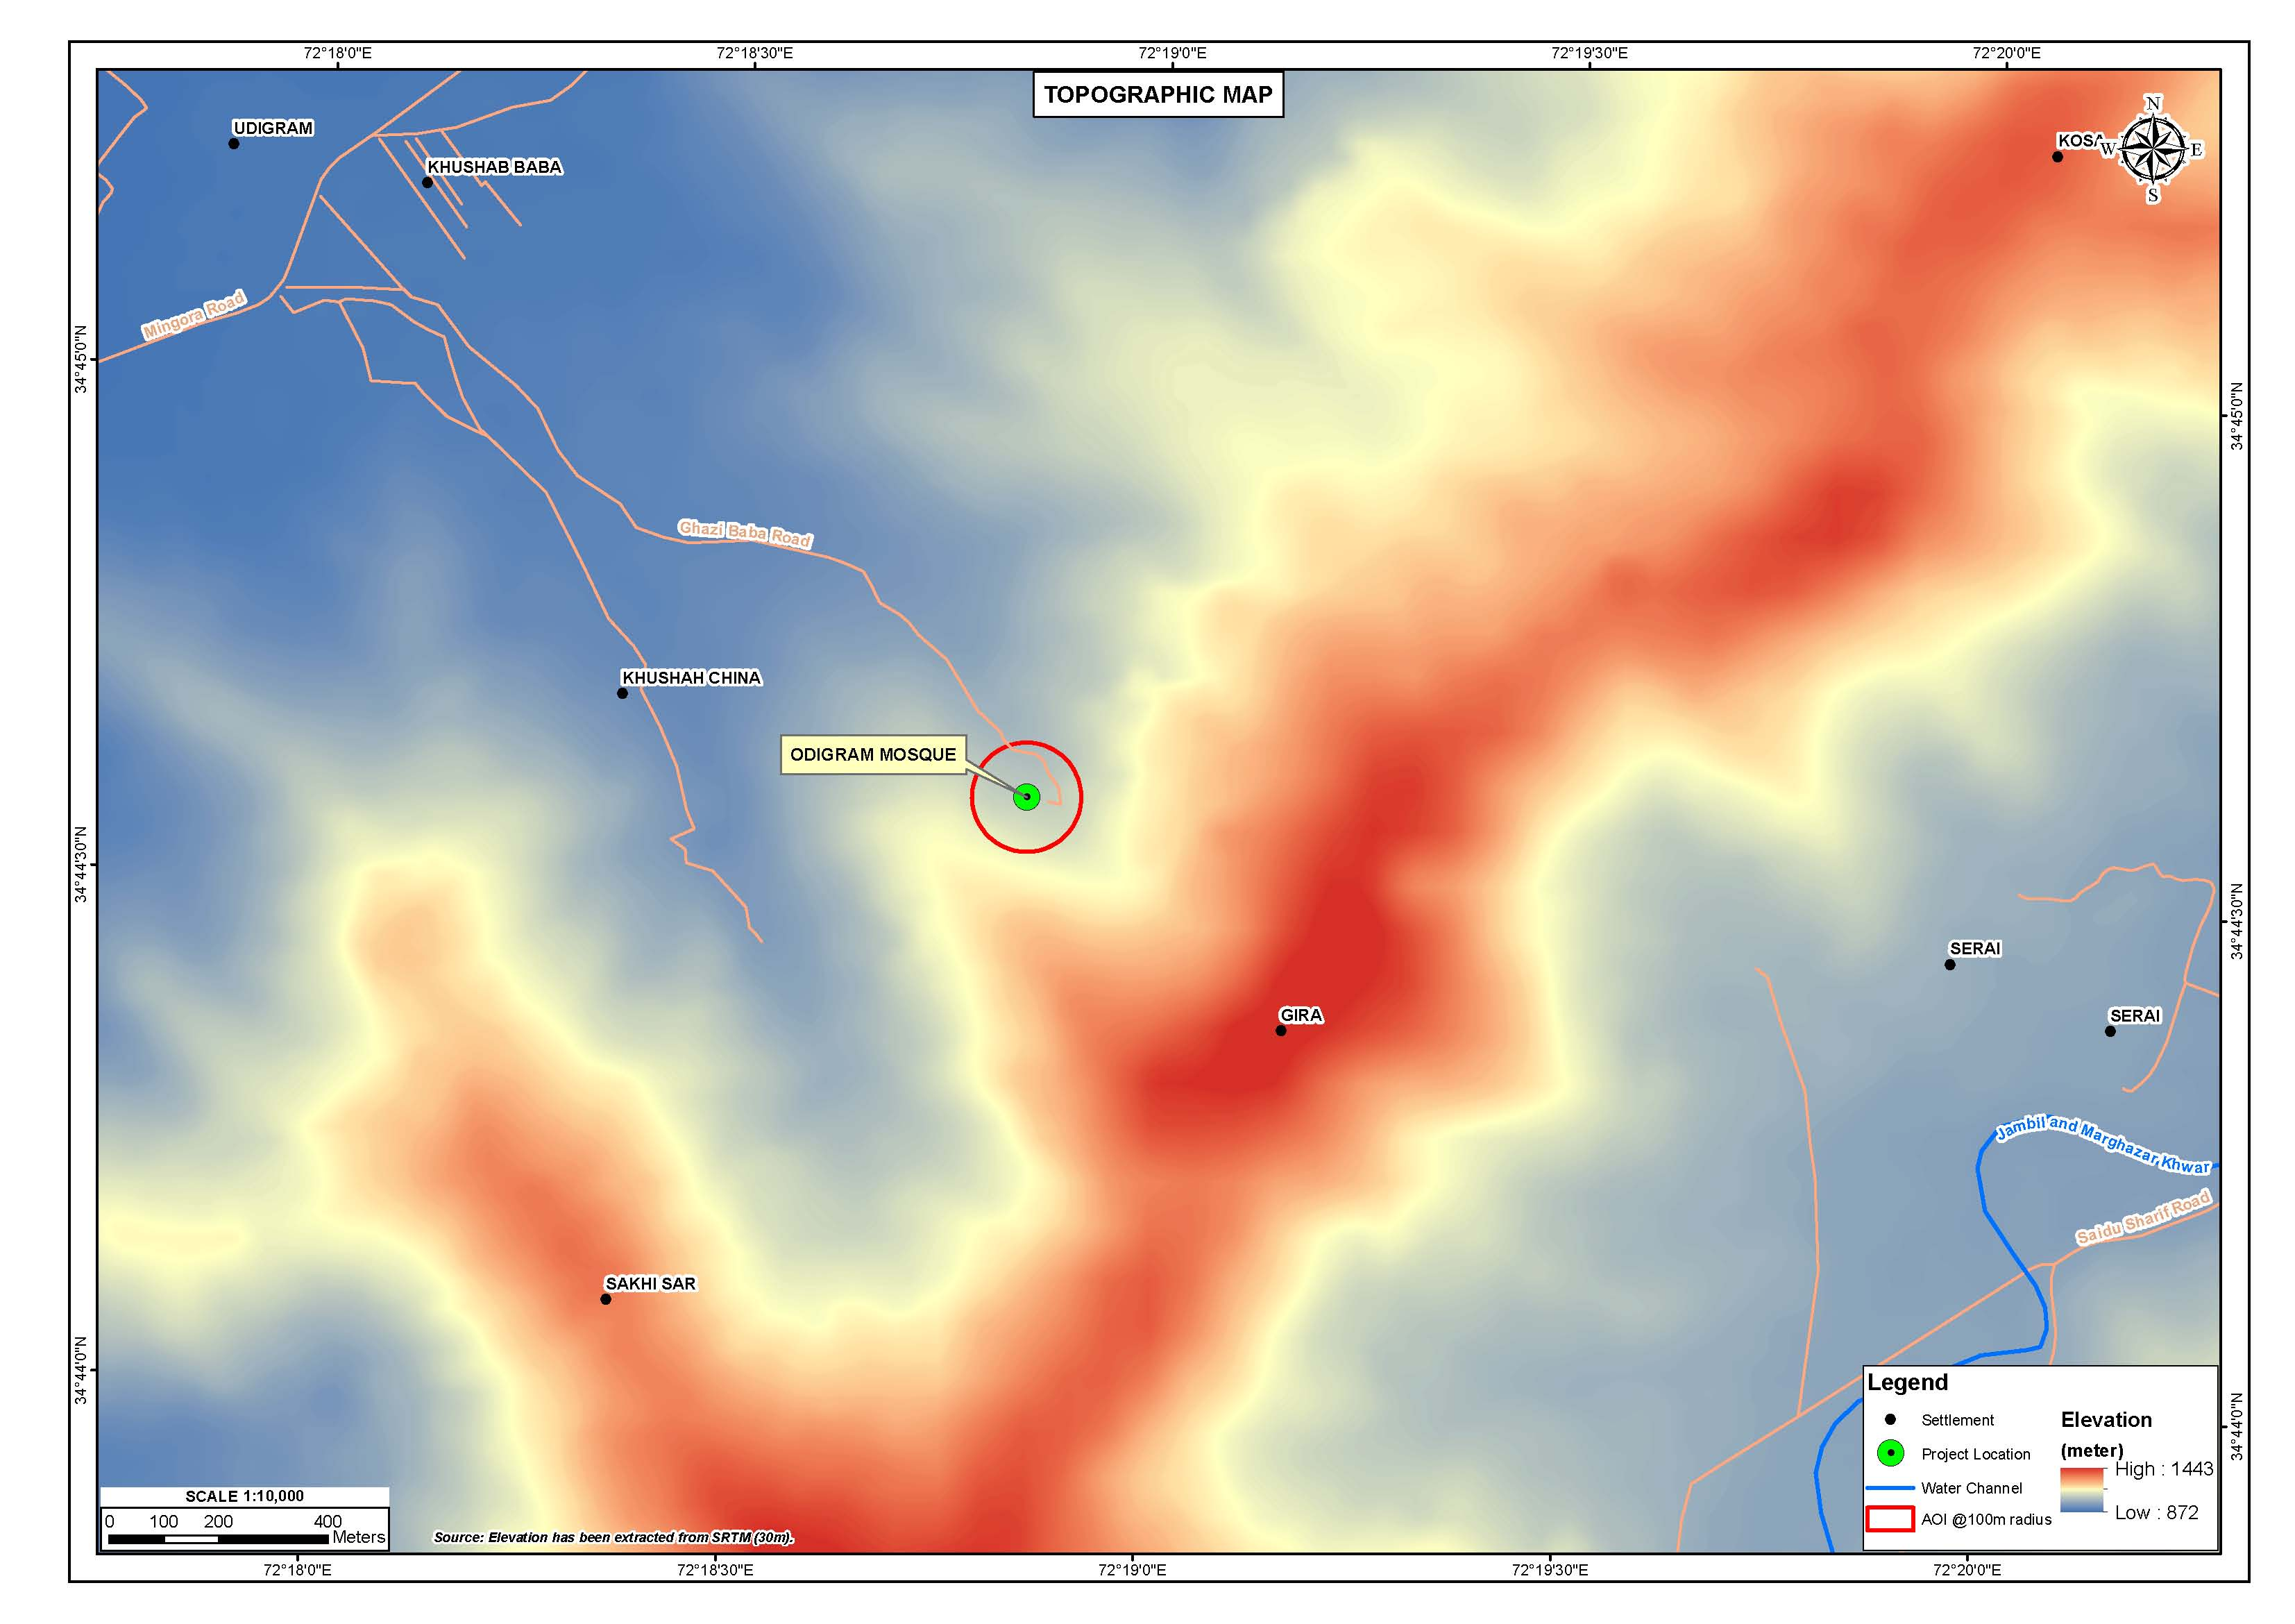 72°18'0"E
72°18'30"E
72°19'0"E
72°19'30"E
72°20'0"E
TOPOGRAPHIC MAP
N
W
E
S
UDIGRAM
KHUSHAB BABA
KOSA
Mingora Road
34°45'0"N
34°45'0"N
Ghazi Baba Road
KHUSHAH CHINA
ODIGRAM MOSQUE
34°44'30"N
34°44'30"N
SERAI
GIRA
SERAI
Jambil and Marghazar Khwar
Saidu Sharif Road
SAKHI SAR
34°44'0"N
34°44'0"N
Legend
Settlement
Project Location
Water Channel
AOI @100m radius
Elevation
(meter)
High : 1443
Low : 872
SCALE 1:10,000
0 100 200 400
Meters
Source: Elevation has been extracted from SRTM (30m).
72°18'0"E
72°18'30"E
72°19'0"E
72°19'30"E
72°20'0"E